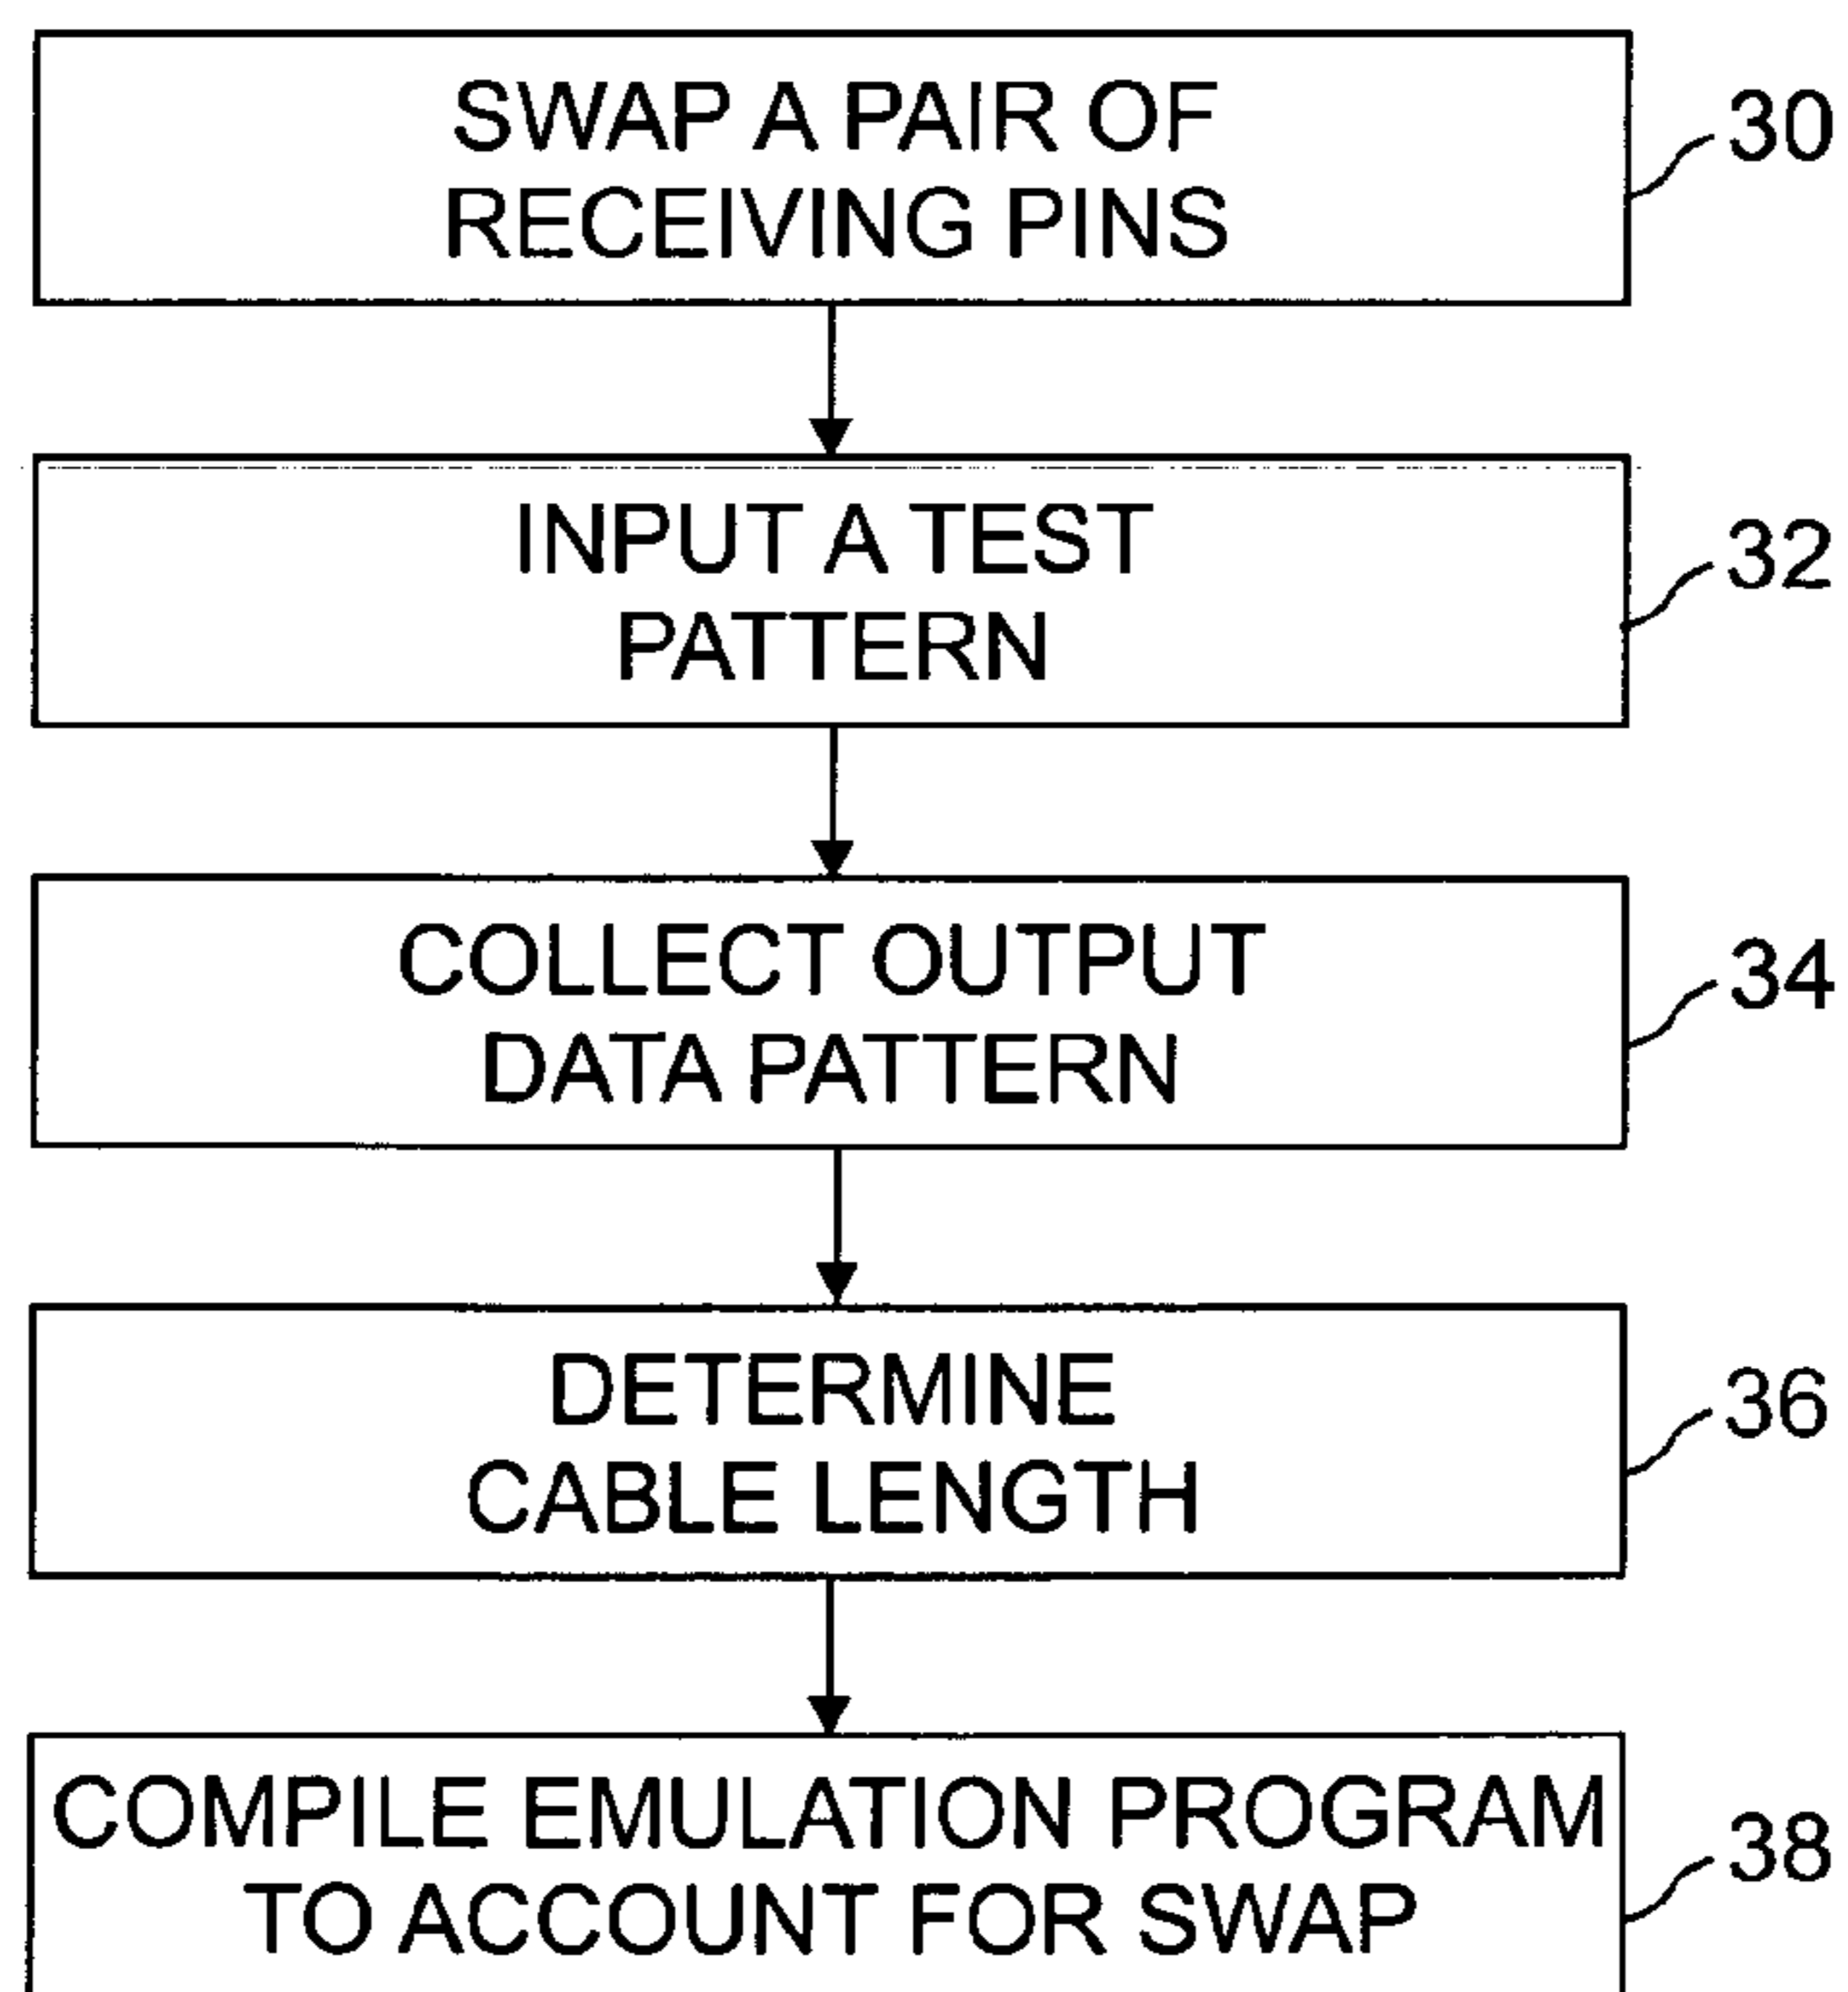 SWAP A PAIR OF
RECEIVING PINS
30
INPUT A TEST
PATTERN
32
COLLECT OUTPUT
DATA PATTERN
34
DETERMINE
CABLE LENGTH
36
COMPILE EMULATION PROGRAM
TO ACCOUNT FOR SWAP
38